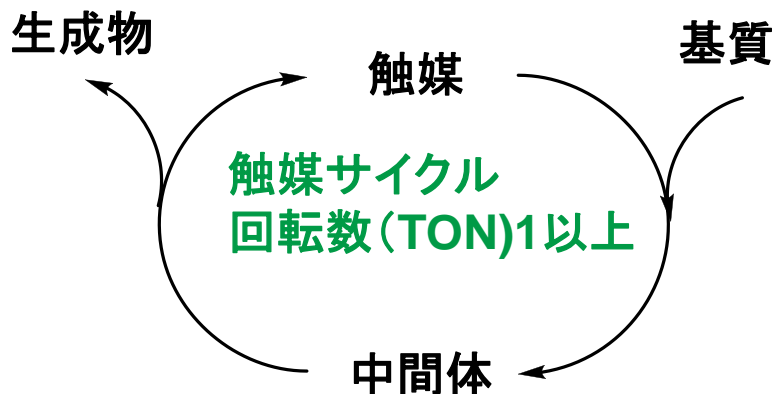 生成物
触媒
基質
触媒サイクル
回転数（TON)1以上
中間体